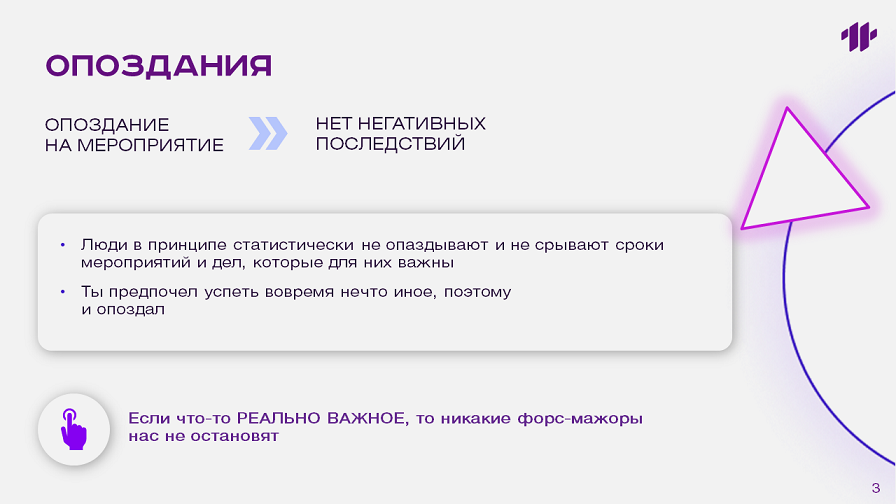 ОПОЗДАНИЯ
ОПОЗДАНИЕ
НА МЕРОПРИЯТИЕ
НЕТ НЕГАТИВНЫХ
ПОСЛЕДСТВИЙ
• Люди в принципе статистически не опаздывают и не срывают сроки
мероприятий и дел, которые для них важны
• Ты предпочел успеть вовремя нечто иное, поэтому
и опоздал
Если что-то РЕАЛЬНО ВАЖНОЕ, то никакие форс-мажоры
нас не остановят
3